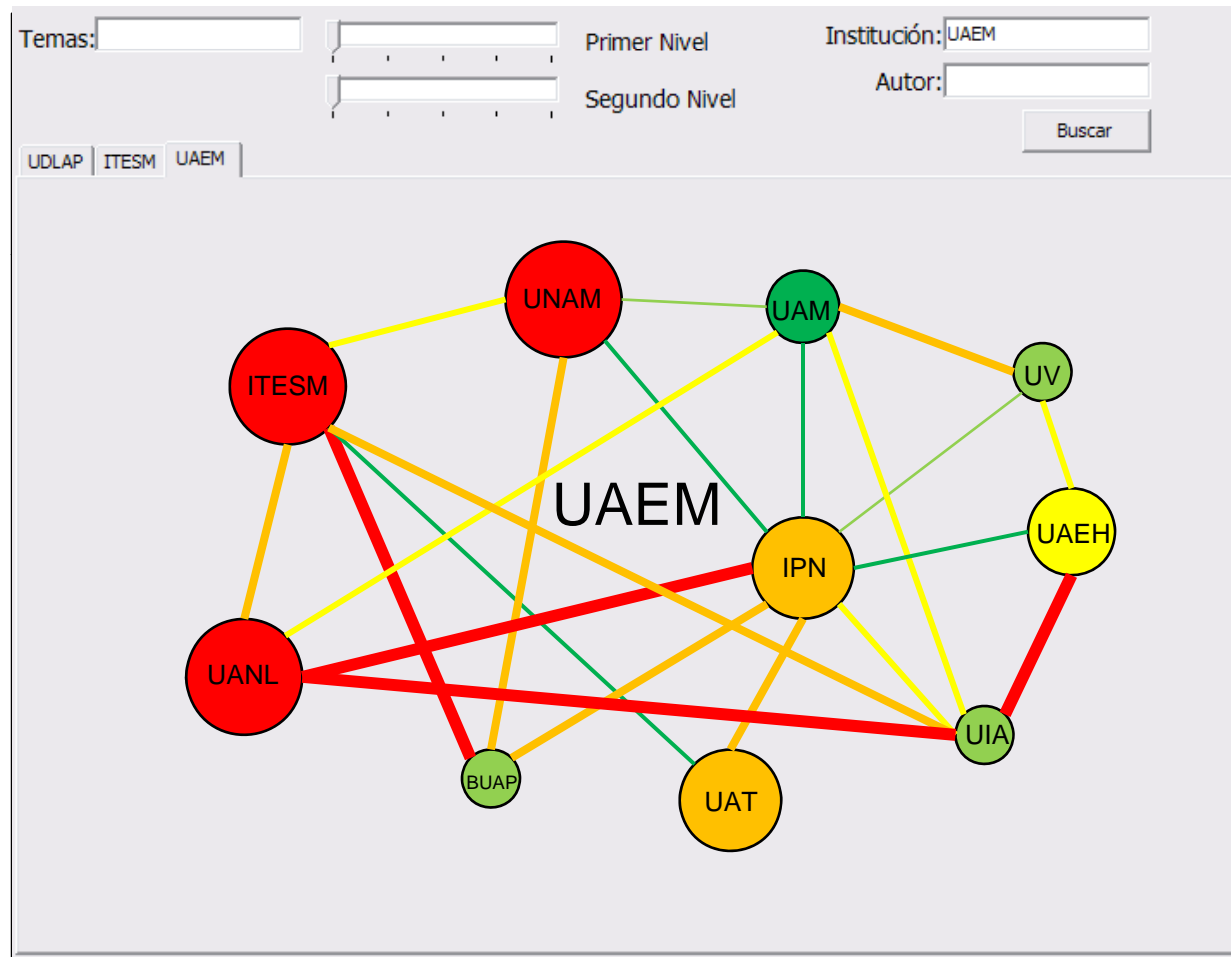 Temas:
Primer Nivel
Institución: UAEM
Segundo Nivel
Autor:
Buscar
UDLAP
ITESM
UAEM
UNAM
UAM
UV
ITESM
UAEM
UAEH
IPN
UANL
UIA
BUAP
UAT